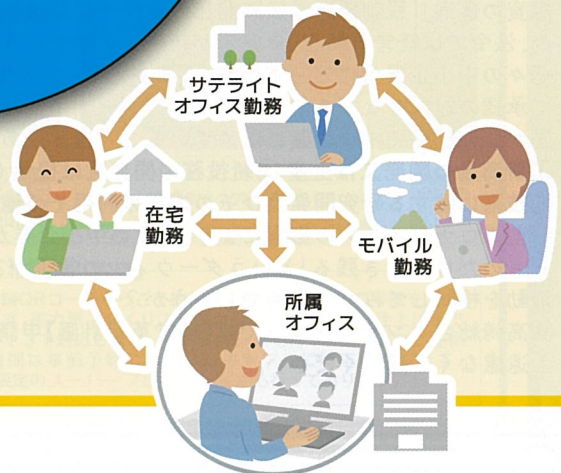 サテライト
オフィス勤務
在宅
勤務
モバイル
勤務
所属
オフィス